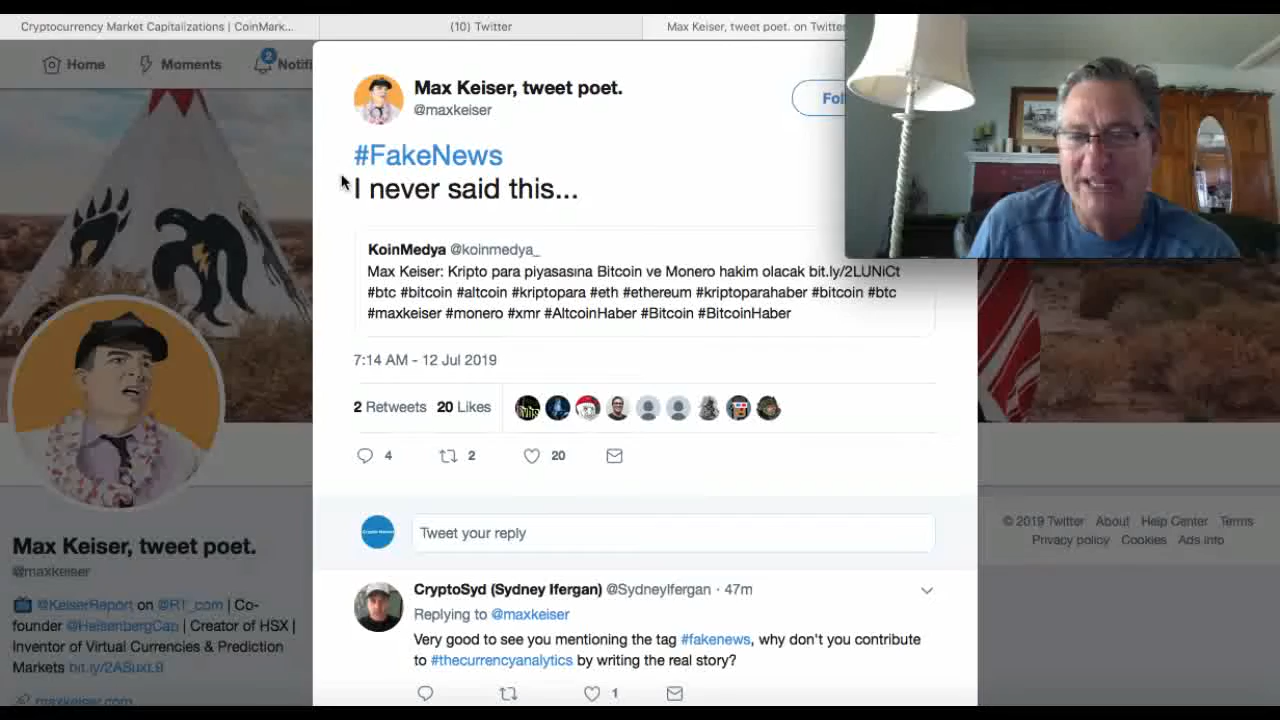 Cryptocurrency Market Capitalizations | CoinMark...
(10) Twitter
Max Keiser, tweet poet. on Twitte
Home
Moments
2
Notifi
Max Keiser, tweet poet.
@maxkeiser
Fol
#FakeNews
I never said this...
KoinMedya @koinmedya_
Max Keiser: Kripto para piyasasına Bitcoin ve Monero hakim olacak bit.ly/2LUNiCt
#btc #bitcoin #altcoin #kriptopara #eth #ethereum #kriptoparahaber #bitcoin #btc
#maxkeiser #monero #xmr #AltcoinHaber #Bitcoin #BitcoinHaber
7:14 AM - 12 Jul 2019
2 Retweets 20 Likes
4
2
20
Tweet your reply
CryptoSyd (Sydney Ifergan) @SydneyIfergan · 47m
Replying to @maxkeiser
Very good to see you mentioning the tag #fakenews, why don't you contribute
to #thecurrencyanalytics by writing the real story?
1
Max Keiser, tweet poet.
@maxkeiser
@KeiserReport on @RT_com | Co-
founder @HeisenbergCap | Creator of HSX |
Inventor of Virtual Currencies & Prediction
Markets bit.ly/2ASuxL9
maxkeiser.com
© 2019 Twitter About Help Center Terms
Privacy policy Cookies Ads info